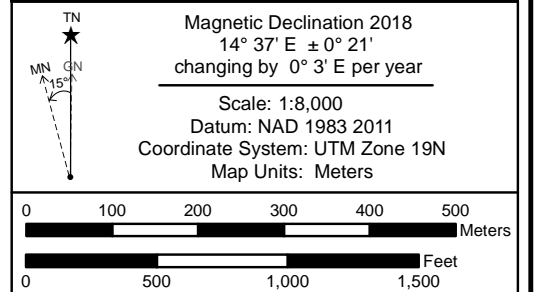 TN
MN GN
15°
Magnetic Declination 2018
14° 37' E ± 0° 21'
changing by 0° 3' E per year
Scale: 1:8,000
Datum: NAD 1983 2011
Coordinate System: UTM Zone 19N
Map Units: Meters
0 100 200 300 400 500
Meters
Feet
0 500 1,000 1,500